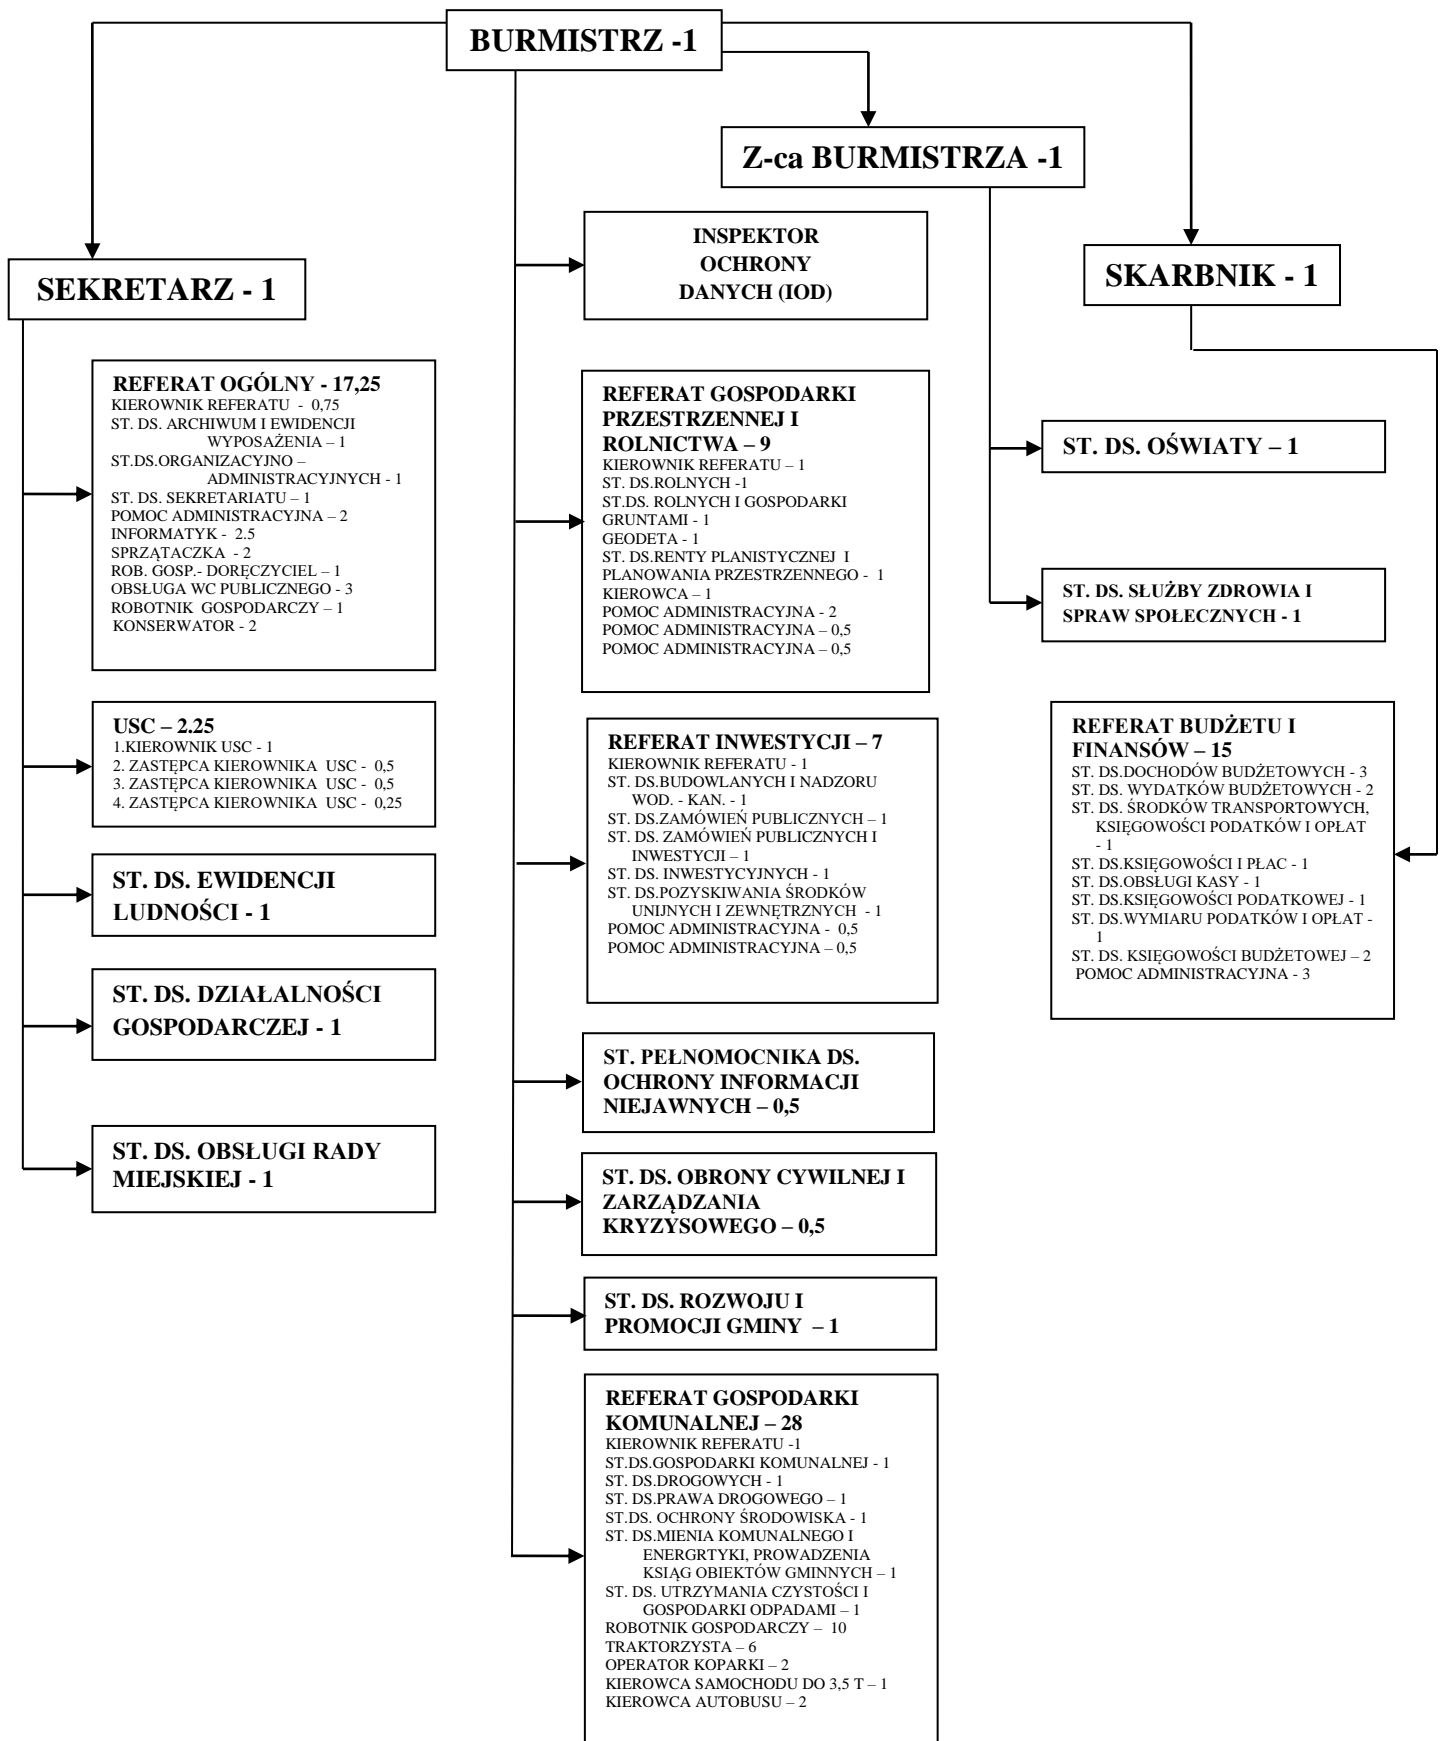 BURMISTRZ -1
Z-ca BURMISTRZA -1
SEKRETARZ - 1
SKARBNIK - 1
REFERAT OGÓLNY - 17,25
KIEROWNIK REFERATU - 0,75
ST. DS. ARCHIWUM I EWIDENCJI
WYPOSAŻENIA – 1
ST.DS.ORGANIZACYJNO –
ADMINISTRACYJNYCH - 1
ST. DS. SEKRETARIATU – 1
POMOC ADMINISTRACYJNA – 2
INFORMATYK - 2.5
SPRZĄTACZKA - 2
ROB. GOSP.- DORĘCZYCIEL – 1
OBSŁUGA WC PUBLICZNEGO - 3
ROBOTNIK GOSPODARCZY – 1
KONSERWATOR - 2
USC – 2.25
1.KIEROWNIK USC - 1
2. ZASTĘPCA KIEROWNIKA USC - 0,5
3. ZASTĘPCA KIEROWNIKA USC - 0,5
4. ZASTĘPCA KIEROWNIKA USC - 0,25
ST. DS. EWIDENCJI
LUDNOŚCI - 1
ST. DS. DZIAŁALNOŚCI
GOSPODARCZEJ - 1
ST. DS. OBSŁUGI RADY
MIEJSKIEJ - 1
INSPEKTOR
OCHRONY
DANYCH (IOD)
REFERAT GOSPODARKI
PRZESTRZENNEJ I
ROLNICTWA – 9
KIEROWNIK REFERATU – 1
ST. DS.ROLNYCH -1
ST.DS. ROLNYCH I GOSPODARKI
GRUNTAMI - 1
GEODETA - 1
ST. DS.RENTY PLANISTYCZNEJ I
PLANOWANIA PRZESTRZENNEGO - 1
KIEROWCA – 1
POMOC ADMINISTRACYJNA - 2
POMOC ADMINISTRACYJNA – 0,5
POMOC ADMINISTRACYJNA – 0,5
REFERAT INWESTYCJI – 7
KIEROWNIK REFERATU - 1
ST. DS.BUDOWLANYCH I NADZORU
WOD. - KAN. - 1
ST. DS.ZAMÓWIEŃ PUBLICZNYCH – 1
ST. DS. ZAMÓWIEŃ PUBLICZNYCH I
INWESTYCJI – 1
ST. DS. INWESTYCYJNYCH - 1
ST. DS.POZYSKIWANIA ŚRODKÓW
UNIJNYCH I ZEWNĘTRZNYCH - 1
POMOC ADMINISTRACYJNA - 0,5
POMOC ADMINISTRACYJNA – 0,5
ST. PEŁNOMOCNIKA DS.
OCHRONY INFORMACJI
NIEJAWNYCH – 0,5
ST. DS. OBRONY CYWILNEJ I
ZARZĄDZANIA
KRYZYSOWEGO – 0,5
ST. DS. ROZWOJU I
PROMOCJI GMINY – 1
REFERAT GOSPODARKI
KOMUNALNEJ – 28
KIEROWNIK REFERATU -1
ST.DS.GOSPODARKI KOMUNALNEJ - 1
ST. DS.DROGOWYCH - 1
ST. DS.PRAWA DROGOWEGO – 1
ST.DS. OCHRONY ŚRODOWISKA - 1
ST. DS.MIENIA KOMUNALNEGO I
ENERGRTYKI, PROWADZENIA
KSIĄG OBIEKTÓW GMINNYCH – 1
ST. DS. UTRZYMANIA CZYSTOŚCI I
GOSPODARKI ODPADAMI – 1
ROBOTNIK GOSPODARCZY – 10
TRAKTORZYSTA – 6
OPERATOR KOPARKI – 2
KIEROWCA SAMOCHODU DO 3,5 T – 1
KIEROWCA AUTOBUSU – 2
ST. DS. OŚWIATY – 1
ST. DS. SŁUŻBY ZDROWIA I
SPRAW SPOŁECZNYCH - 1
REFERAT BUDŻETU I
FINANSÓW – 15
ST. DS.DOCHODÓW BUDŻETOWYCH - 3
ST. DS. WYDATKÓW BUDŻETOWYCH - 2
ST. DS. ŚRODKÓW TRANSPORTOWYCH,
KSIĘGOWOŚCI PODATKÓW I OPŁAT
- 1
ST. DS.KSIĘGOWOŚCI I PŁAC - 1
ST. DS.OBSŁUGI KASY - 1
ST. DS.KSIĘGOWOŚCI PODATKOWEJ - 1
ST. DS.WYMIARU PODATKÓW I OPŁAT -
1
ST. DS. KSIĘGOWOŚCI BUDŻETOWEJ – 2
POMOC ADMINISTRACYJNA - 3